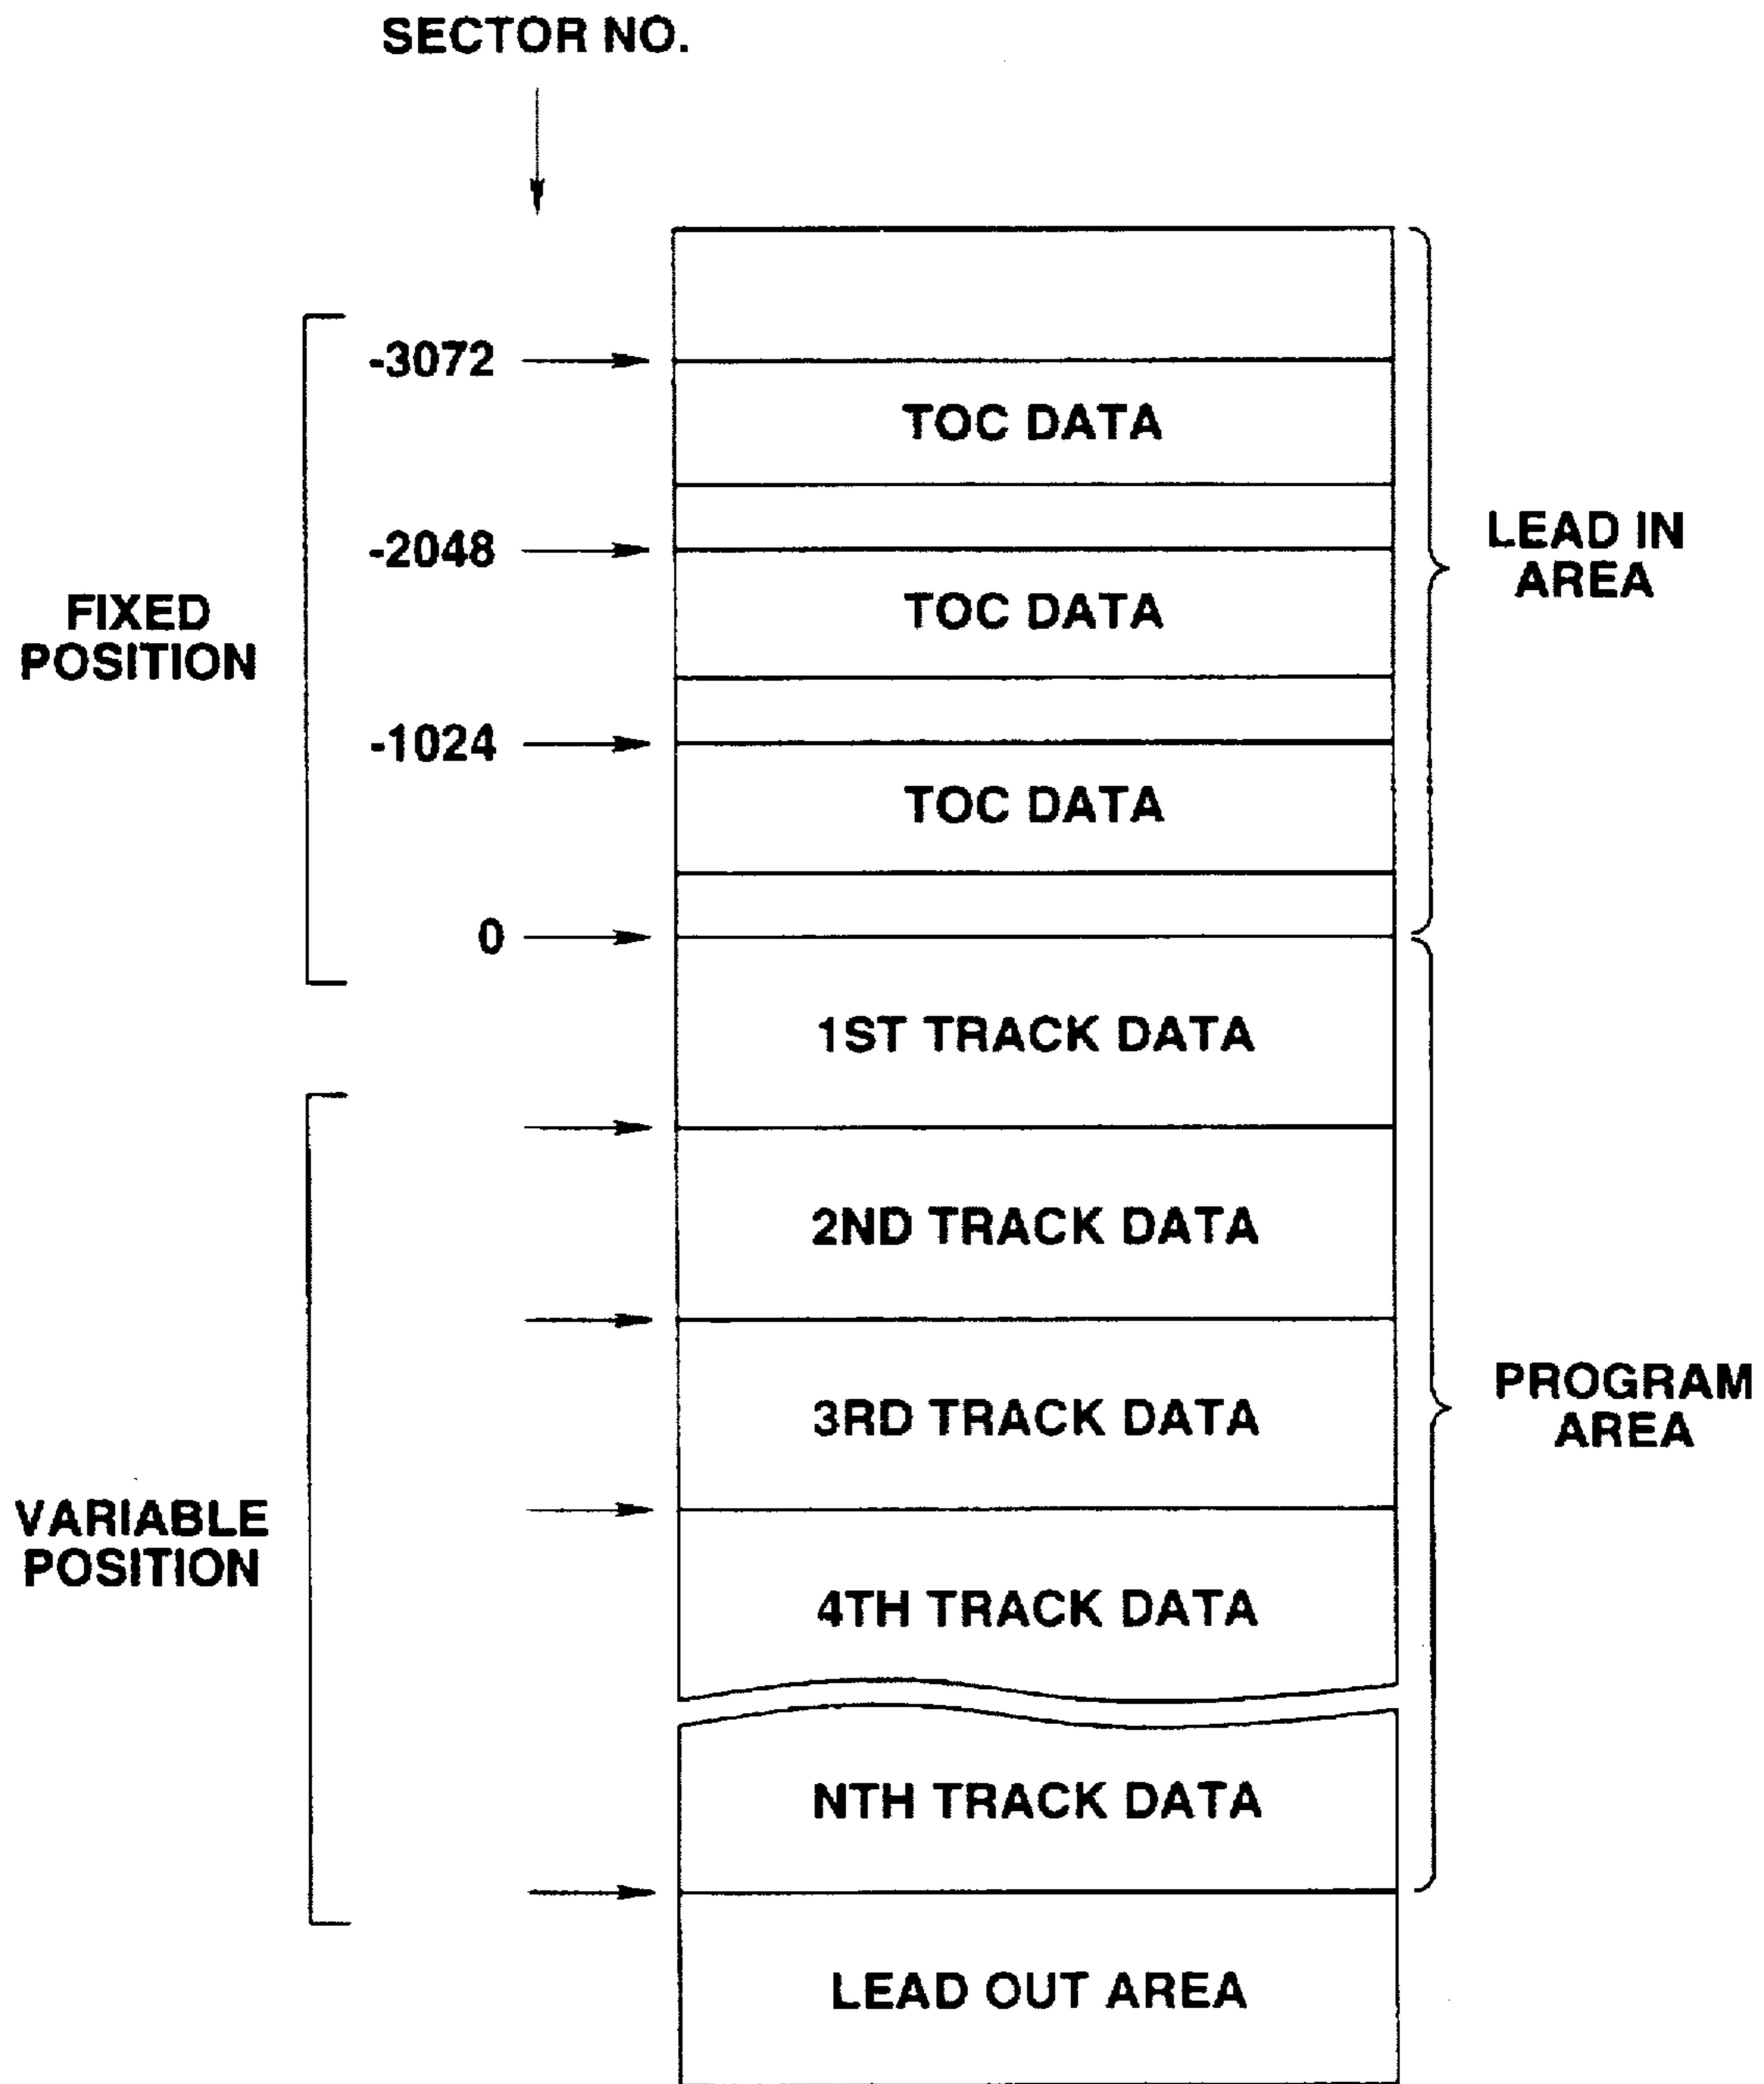 SECTOR NO.
-3072
TOC DATA
-2048
TOC DATA
LEAD IN
AREA
FIXED
POSITION
-1024
TOC DATA
0
1ST TRACK DATA
2ND TRACK DATA
3RD TRACK DATA
PROGRAM
AREA
VARIABLE
POSITION
4TH TRACK DATA
NTH TRACK DATA
LEAD OUT AREA